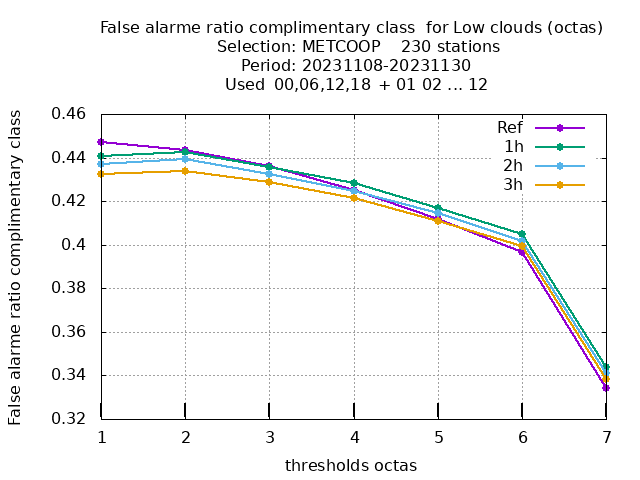 False alarme ratio complimentary class  for Low clouds (octas)
Selection: METCOOP    230 stations
Period: 20231108-20231130
Used  00,06,12,18 + 01 02 ... 12
False alarme ratio complimentary class
0.46
0.44
0.42
0.4
0.38
0.36
0.34
0.32
Ref
1h
2h
3h
1 2 3 4 5 6 7
thresholds octas